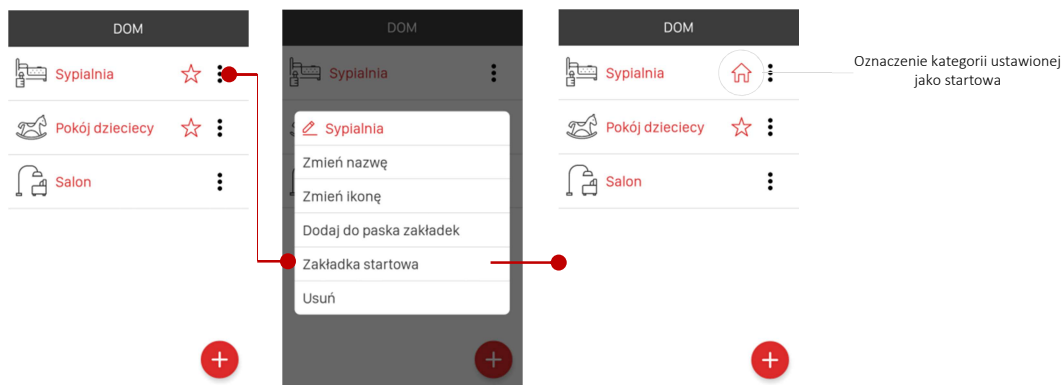 DOM
Sypialnia
Pokój dzieciecy
Salon
DOM
Sypialnia
Sypialnia
Zmień nazwę
Zmień ikonę
Dodaj do paska zakładek
Zakładka startowa
Usuń
DOM
Sypialnia
Pokój dzieciecy
Salon
Oznaczenie kategorii ustawionej
jako startowa